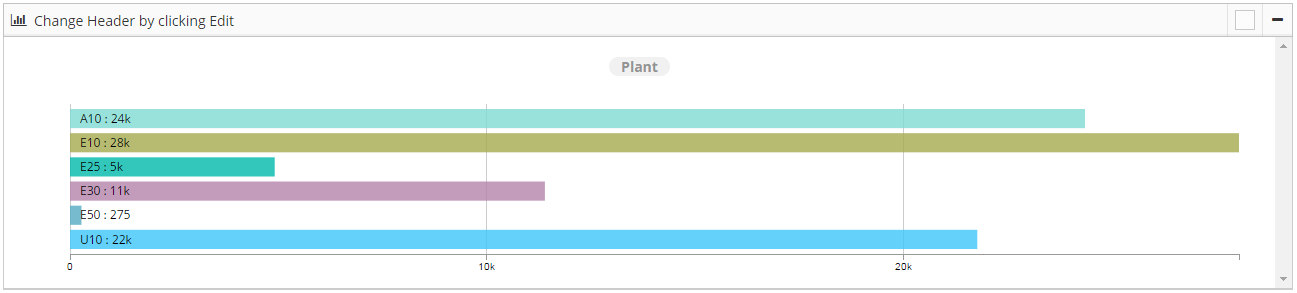 Change Header by clicking Edit
Plant
A10 : 24k
E10 : 28k
E25 : 5k
E30 : 11k
E50 : 275
U10 : 22k
0 10k 20k